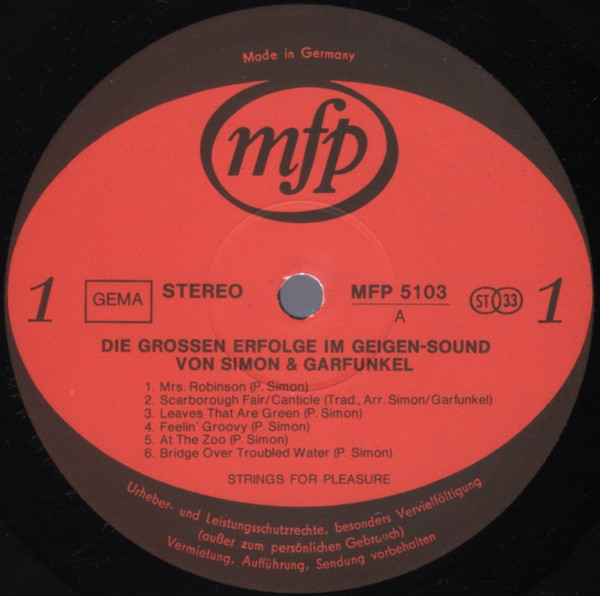 Made in Germany
mfp
1
GEMA
STEREO
MFP 5103
A
ST 33
1
DIE GROSSEN ERFOLGE IM GEIGEN-SOUND
VON SIMON & GARFUNKEL
1. Mrs. Robinson (P. Simon)
2. Scarborough Fair/Canticle (Trad., Arr. Simon/Garfunkel)
3. Leaves That Are Green (P. Simon)
4. Feelin' Groovy (P. Simon)
5. At The Zoo (P. Simon)
6. Bridge Over Troubled Water (P. Simon)
STRINGS FOR PLEASURE
Urheber- und Leistungsschutzrechte, besonders Vervielfältigung
(außer zum persönlichen Gebrauch)
Vermietung, Aufführung, Sendung vorbehalten